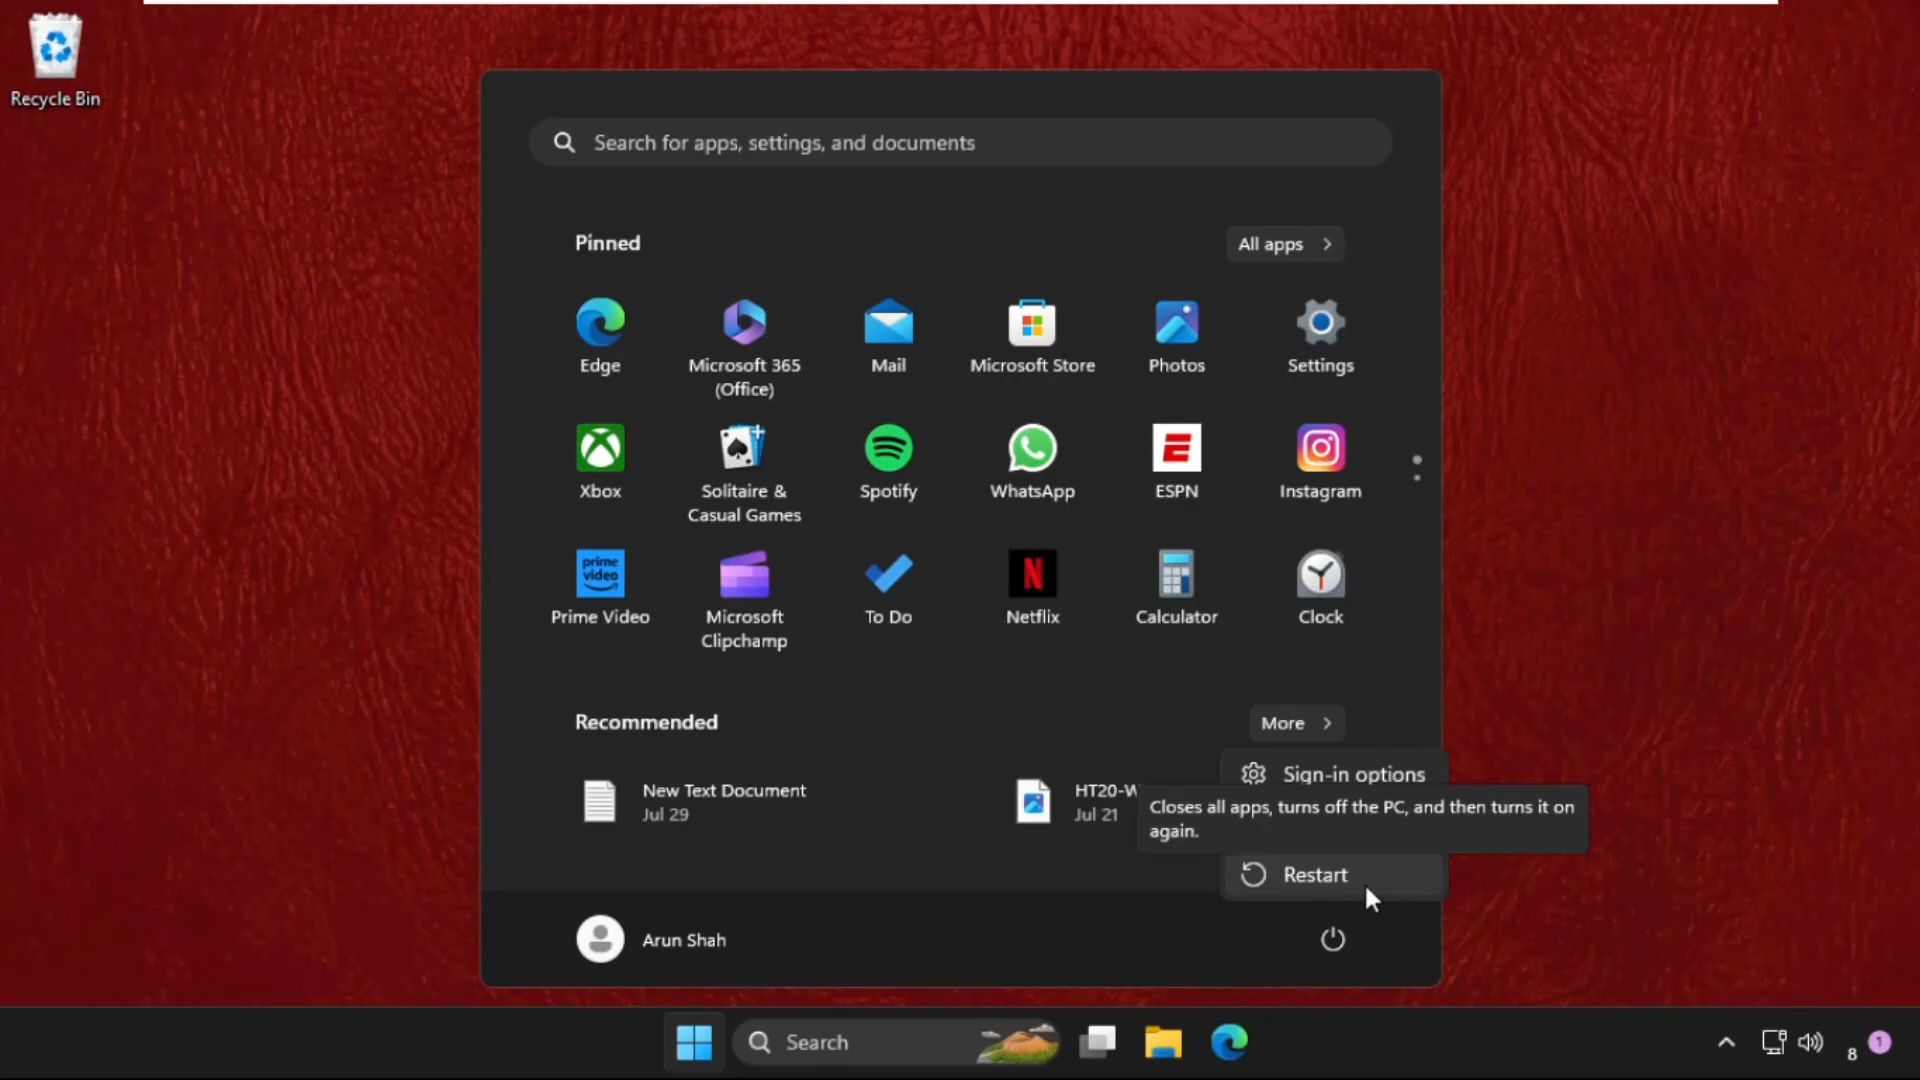 Recycle Bin
Search for apps, settings, and documents
Pinned
All apps
Edge
Microsoft 365
(Office)
Mail
Microsoft Store
Photos
Settings
Xbox
Solitaire &
Casual Games
Spotify
WhatsApp
ESPN
Instagram
prime
video
Prime Video
Microsoft
Clipchamp
To Do
Netflix
Calculator
Clock
Recommended
More
New Text Document
Jul 29
HT20-W
Jul 21
Sign-in options
Closes all apps, turns off the PC, and then turns it on
again.
Restart
Arun Shah
Search
8
1